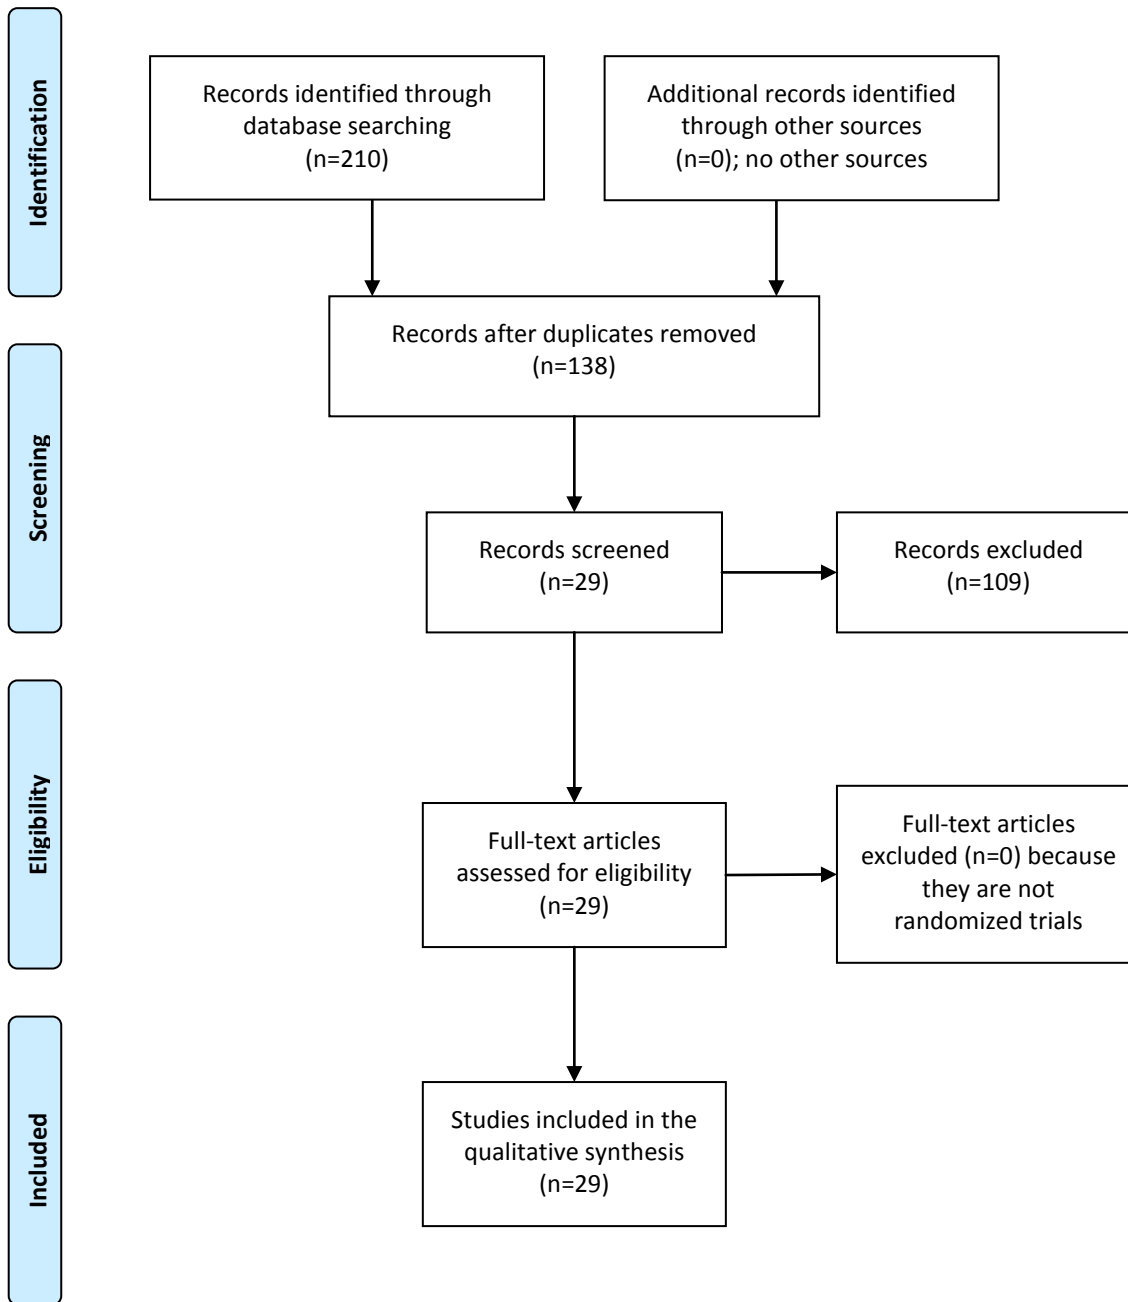 Identification
Records identified through
database searching
(n=210)
Additional records identified
through other sources
(n=0); no other sources
Records after duplicates removed
(n=138)
Screening
Records screened
(n=29)
Records excluded
(n=109)
Eligibility
Full-text articles
assessed for eligibility
(n=29)
Full-text articles
excluded (n=0) because
they are not
randomized trials
Included
Studies included in the
qualitative synthesis
(n=29)